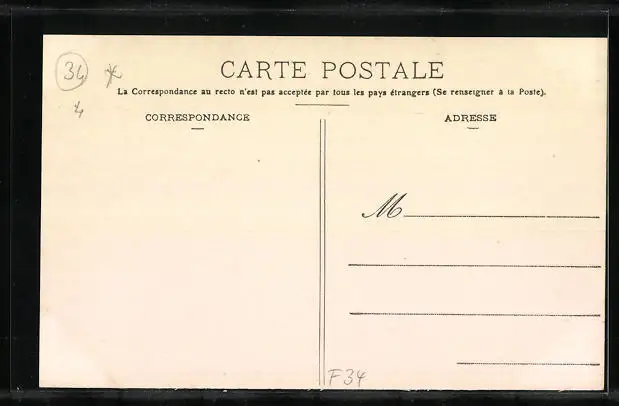 34 *
CARTE POSTALE
La Correspondance au recto n'est pas acceptée par tous les pays étrangers (Se renseigner à la Poste).
4
CORRESPONDANCE
ADRESSE
M
F34